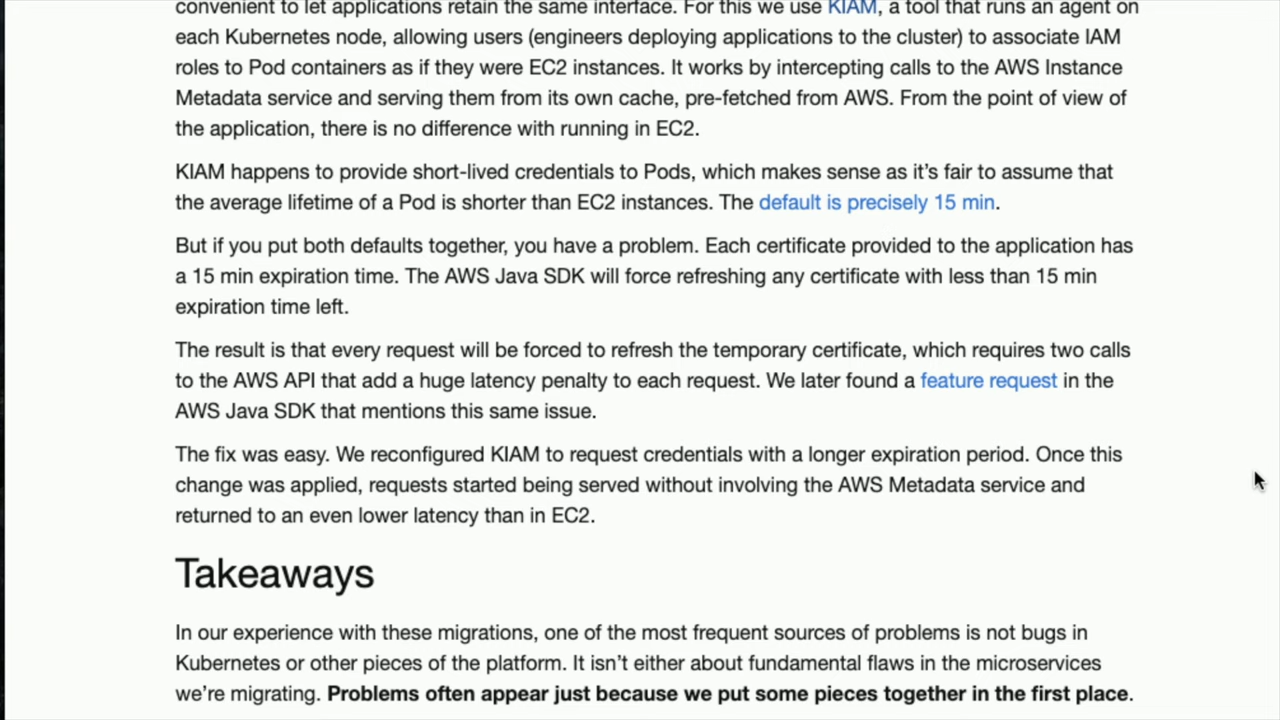 convenient to let applications retain the same interface. For this we use KIAM, a tool that runs an agent on
each Kubernetes node, allowing users (engineers deploying applications to the cluster) to associate IAM
roles to Pod containers as if they were EC2 instances. It works by intercepting calls to the AWS Instance
Metadata service and serving them from its own cache, pre-fetched from AWS. From the point of view of
the application, there is no difference with running in EC2.
KIAM happens to provide short-lived credentials to Pods, which makes sense as it’s fair to assume that
the average lifetime of a Pod is shorter than EC2 instances. The default is precisely 15 min.
But if you put both defaults together, you have a problem. Each certificate provided to the application has
a 15 min expiration time. The AWS Java SDK will force refreshing any certificate with less than 15 min
expiration time left.
The result is that every request will be forced to refresh the temporary certificate, which requires two calls
to the AWS API that add a huge latency penalty to each request. We later found a feature request in the
AWS Java SDK that mentions this same issue.
The fix was easy. We reconfigured KIAM to request credentials with a longer expiration period. Once this
change was applied, requests started being served without involving the AWS Metadata service and
returned to an even lower latency than in EC2.
Takeaways
In our experience with these migrations, one of the most frequent sources of problems is not bugs in
Kubernetes or other pieces of the platform. It isn’t either about fundamental flaws in the microservices
we’re migrating. Problems often appear just because we put some pieces together in the first place.